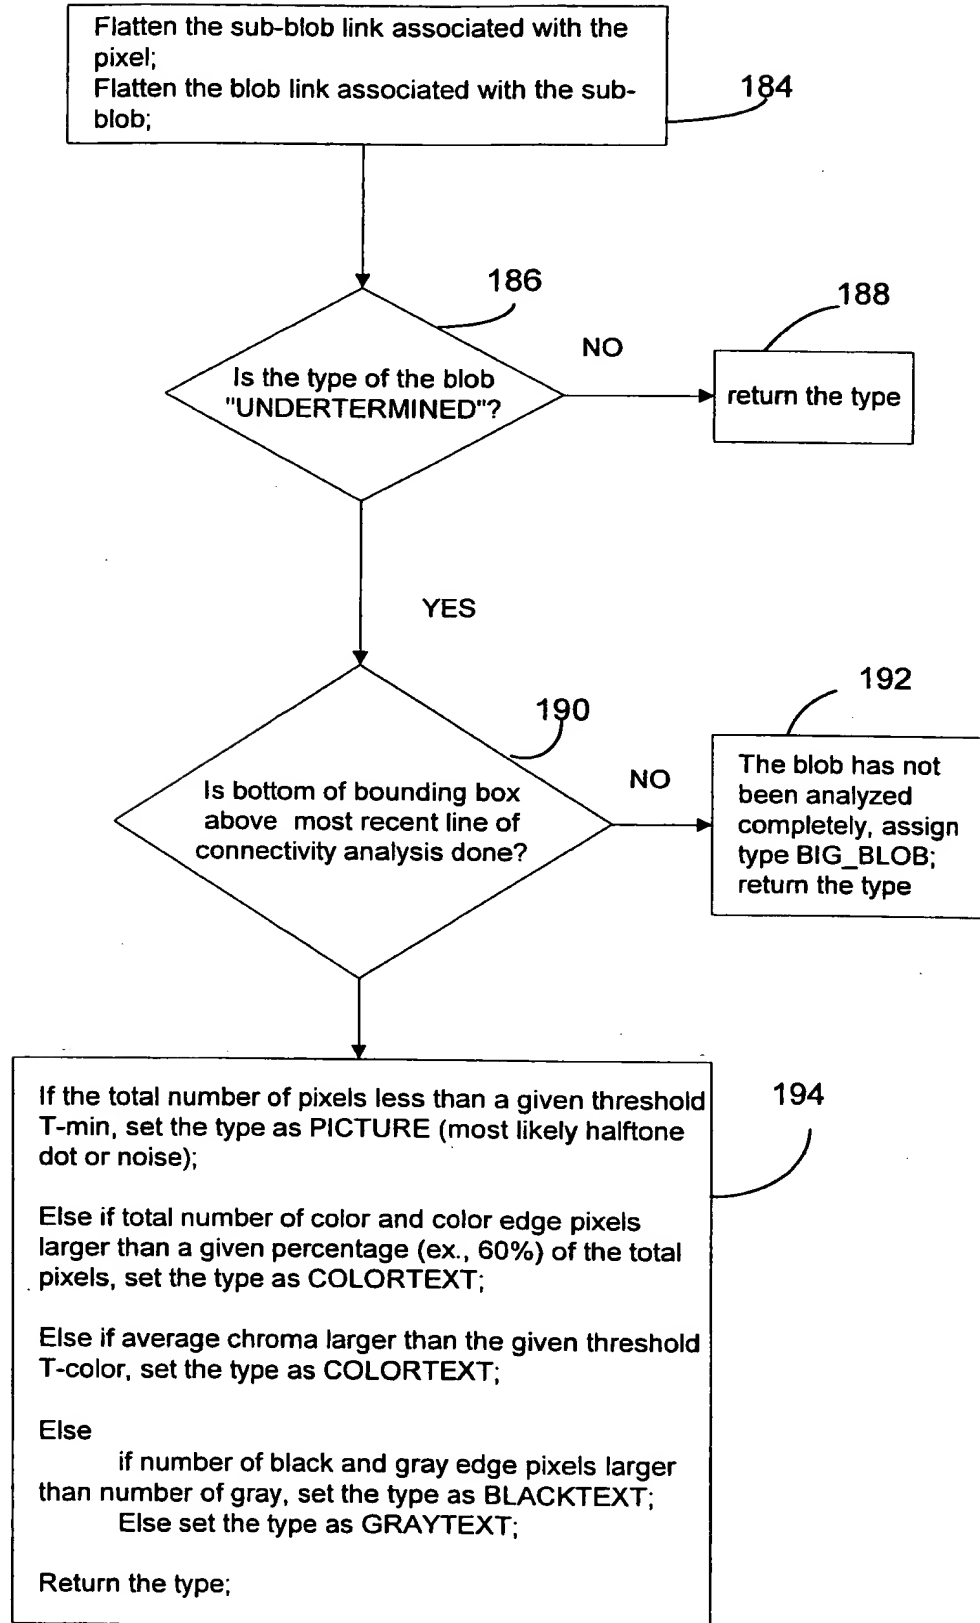 Flatten the sub-blob link associated with the
pixel;
Flatten the blob link associated with the sub-
blob;
184
186
Is the type of the blob
"UNDERTERMINED"?
NO
188
return the type
YES
190
Is bottom of bounding box
above most recent line of
connectivity analysis done?
NO
192
The blob has not
been analyzed
completely, assign
type BIG_BLOB;
return the type
194
If the total number of pixels less than a given threshold
T-min, set the type as PICTURE (most likely halftone
dot or noise);
Else if total number of color and color edge pixels
larger than a given percentage (ex., 60%) of the total
pixels, set the type as COLORTEXT;
Else if average chroma larger than the given threshold
T-color, set the type as COLORTEXT;
Else
if number of black and gray edge pixels larger
than number of gray, set the type as BLACKTEXT;
Else set the type as GRAYTEXT;
Return the type;